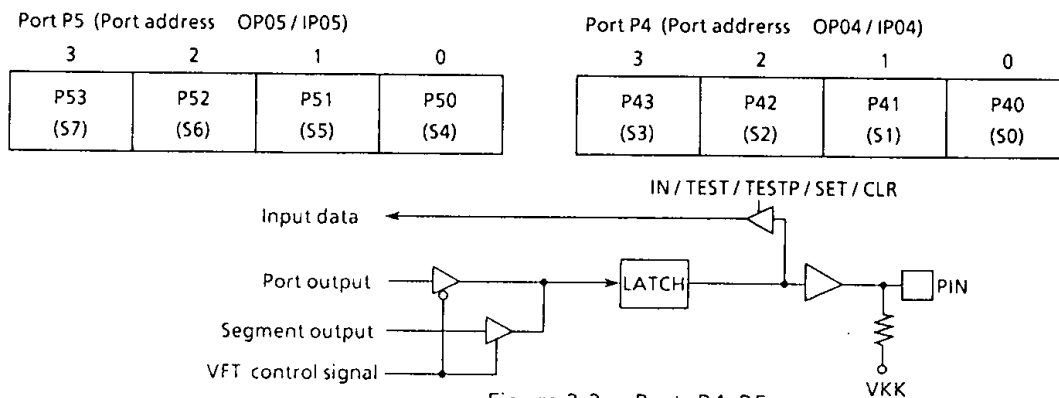 Port P5 (Port address OP05 / IP05)
3 2 1 0
P53 P52 P51 P50
(S7) (S6) (S5) (S4)
Port P4 (Port addrerss OP04 / IP04)
3 2 1 0
P43 P42 P41 P40
(S3) (S2) (S1) (S0)
IN / TEST / TESTP / SET / CLR
Input data
Port output
LATCH
PIN
Segment output
VFT control signal
VKK